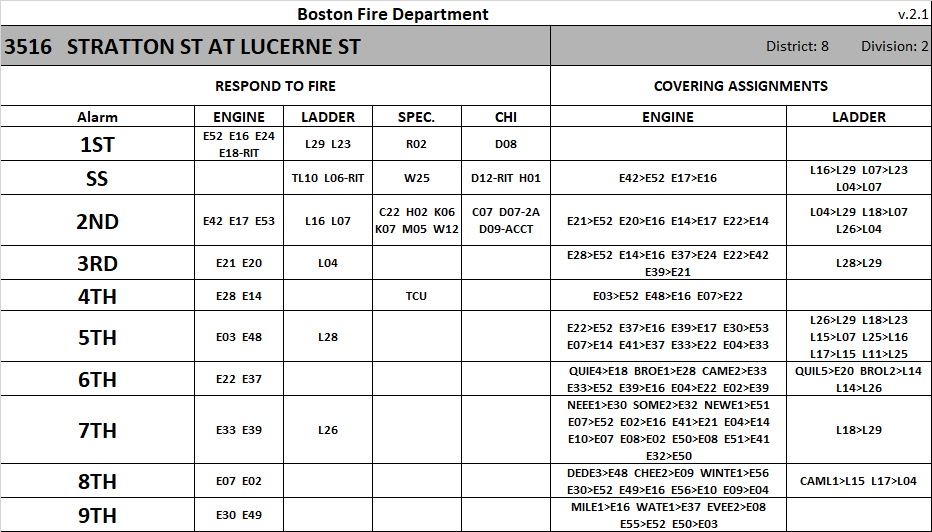 Boston Fire Department v.2.1
3516 STRATTON ST AT LUCERNE ST District: 8 Division: 2
RESPOND TO FIRE COVERING ASSIGNMENTS
Alarm ENGINE LADDER SPEC. CHI ENGINE LADDER
1ST
E52 E16 E24
E18-RIT
L29 L23
R02
D08
SS
TL10 L06-RIT
W25
D12-RIT H01
E42>E52 E17>E16
L16>L29 L07>L23
L04>L07
2ND
E42 E17 E53
L16 L07
C22 H02 K06
K07 M05 W12
C07 D07-2A
D09-ACCT
E21>E52 E20>E16 E14>E17 E22>E14
L04>L29 L18>L07
L26>L04
3RD
E21 E20
L04
E28>E52 E14>E16 E37>E24 E22>E42
E39>E21
L28>L29
4TH
E28 E14
TCU
E03>E52 E48>E16 E07>E22
5TH
E03 E48
L28
E22>E52 E37>E16 E39>E17 E30>E53
E07>E14 E41>E37 E33>E22 E04>E33
L26>L29 L18>L23
L15>L07 L25>L16
L17>L15 L11>L25
6TH
E22 E37
QUIE4>E18 BROE1>E28 CAME2>E33
E33>E52 E39>E16 E04>E22 E02>E39
QUIL5>E20 BROL2>L14
L14>L26
7TH
E33 E39
L26
NEEE1>E30 SOME2>E32 NEWE1>E51
E07>E52 E02>E16 E41>E21 E04>E14
E10>E07 E08>E02 E50>E08 E51>E41
E32>E50
L18>L29
8TH
E07 E02
DEDE3>E48 CHEE2>E09 WINTE1>E56
E30>E52 E49>E16 E56>E10 E09>E04
CAML1>L15 L17>L04
9TH
E30 E49
MILE1>E16 WATE1>E37 EVEE2>E08
E55>E52 E50>E03